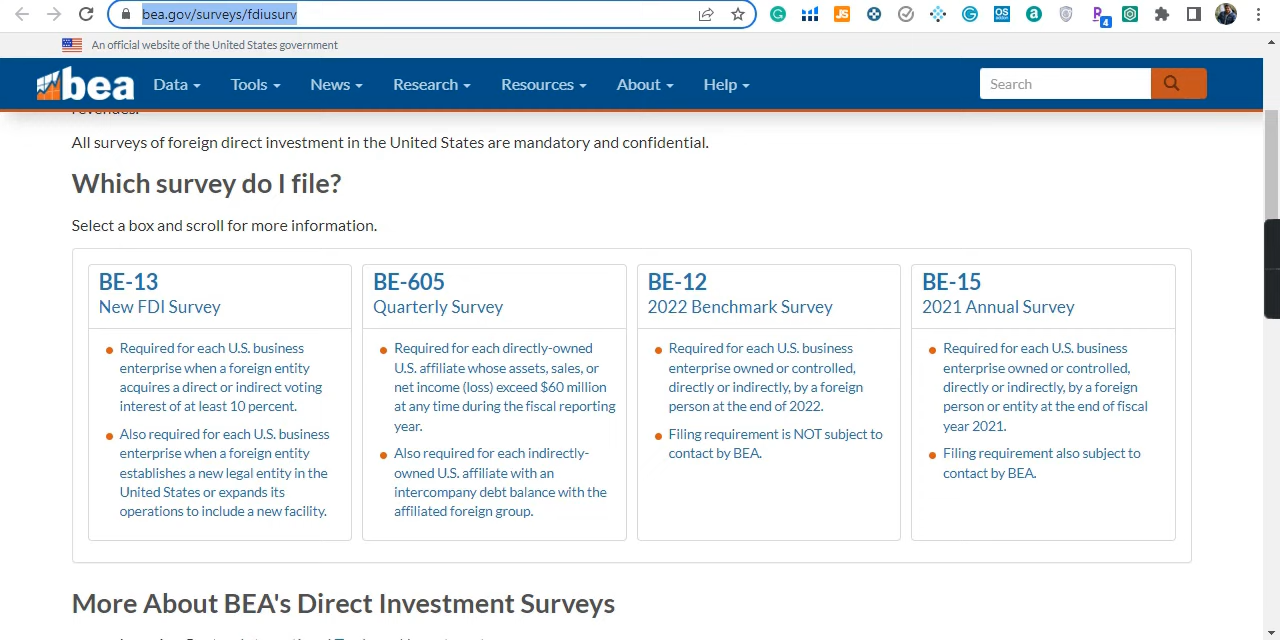 bea.gov/surveys/fdiusurv
JS
OS
a
4
An official website of the United States government
bea
Data
Tools
News
Research
Resources
About
Help
Search
revenues.
All surveys of foreign direct investment in the United States are mandatory and confidential.
Which survey do I file?
Select a box and scroll for more information.
BE-13
New FDI Survey
Required for each U.S. business
enterprise when a foreign entity
acquires a direct or indirect voting
interest of at least 10 percent.
Also required for each U.S. business
enterprise when a foreign entity
establishes a new legal entity in the
United States or expands its
operations to include a new facility.
BE-605
Quarterly Survey
Required for each directly-owned
U.S. affiliate whose assets, sales, or
net income (loss) exceed $60 million
at any time during the fiscal reporting
year.
Also required for each indirectly-
owned U.S. affiliate with an
intercompany debt balance with the
affiliated foreign group.
BE-12
2022 Benchmark Survey
Required for each U.S. business
enterprise owned or controlled,
directly or indirectly, by a foreign
person at the end of 2022.
Filing requirement is NOT subject to
contact by BEA.
BE-15
2021 Annual Survey
Required for each U.S. business
enterprise owned or controlled,
directly or indirectly, by a foreign
person or entity at the end of fiscal
year 2021.
Filing requirement also subject to
contact by BEA.
More About BEA's Direct Investment Surveys